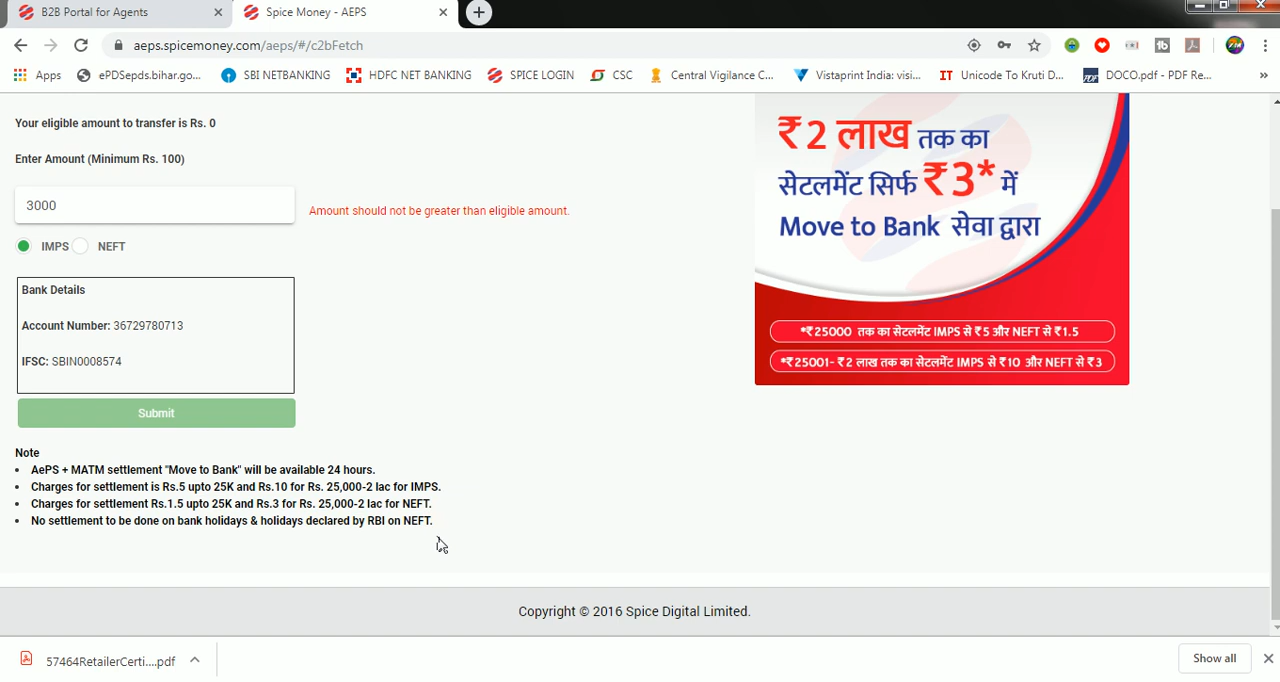 B2B Portal for Agents
Spice Money - AEPS
aeps.spicemoney.com/aeps/#/c2bFetch
Apps
ePDSepds.bihar.go...
SBI NETBANKING
HDFC NET BANKING
SPICE LOGIN
CSC
Central Vigilance C...
Vistaprint India: visi...
IT Unicode To Kruti D...
DOCO.pdf - PDF Re...
»
Your eligible amount to transfer is Rs. 0
Enter Amount (Minimum Rs. 100)
3000
Amount should not be greater than eligible amount.
IMPS
NEFT
Bank Details
Account Number: 36729780713
IFSC: SBIN0008574
Submit
Note
AePS + MATM settlement "Move to Bank" will be available 24 hours.
Charges for settlement is Rs.5 upto 25K and Rs.10 for Rs. 25,000-2 lac for IMPS.
Charges for settlement Rs.1.5 upto 25K and Rs.3 for Rs. 25,000-2 lac for NEFT.
No settlement to be done on bank holidays & holidays declared by RBI on NEFT.
₹2 लाख तक का
सेटलमेंट सिर्फ ₹3* में
Move to Bank सेवा द्वारा
*₹25000 तक का सेटलमेंट IMPS से ₹5 और NEFT से ₹1.5
*₹25001- ₹2 लाख तक का सेटलमेंट IMPS से ₹10 और NEFT से ₹3
Copyright © 2016 Spice Digital Limited.
57464RetailerCerti....pdf
Show all